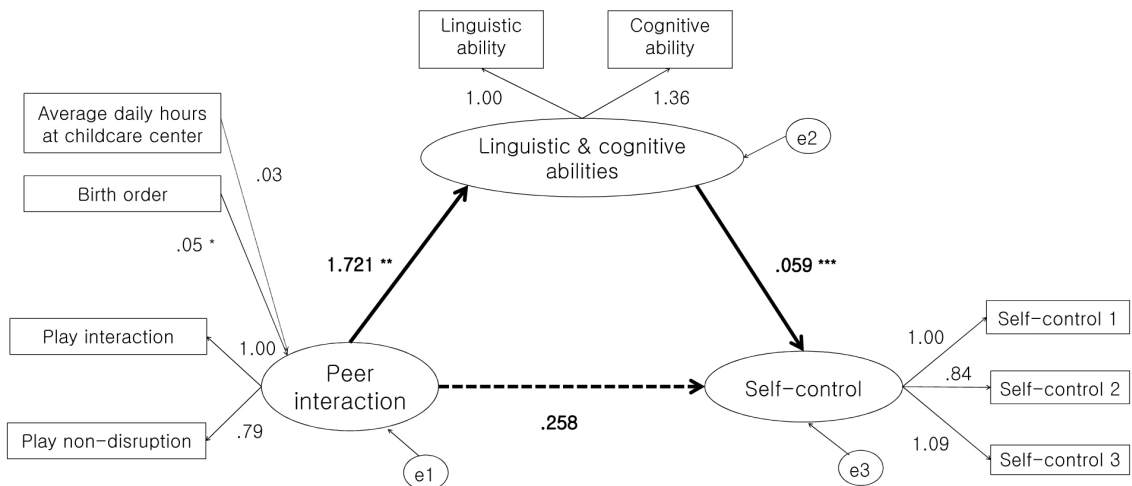 Linguistic
ability
Cognitive
ability
1.00
1.36
Average daily hours
at childcare center
Linguistic & cognitive
abilities
e2
.03
Birth order
.05 *
1.721 **
.059 ***
Play interaction
1.00
Peer
interaction
Self-control
1.00
Self-control 1
.84
Self-control 2
.258
Play non-disruption
.79
1.09
Self-control 3
e1
e3